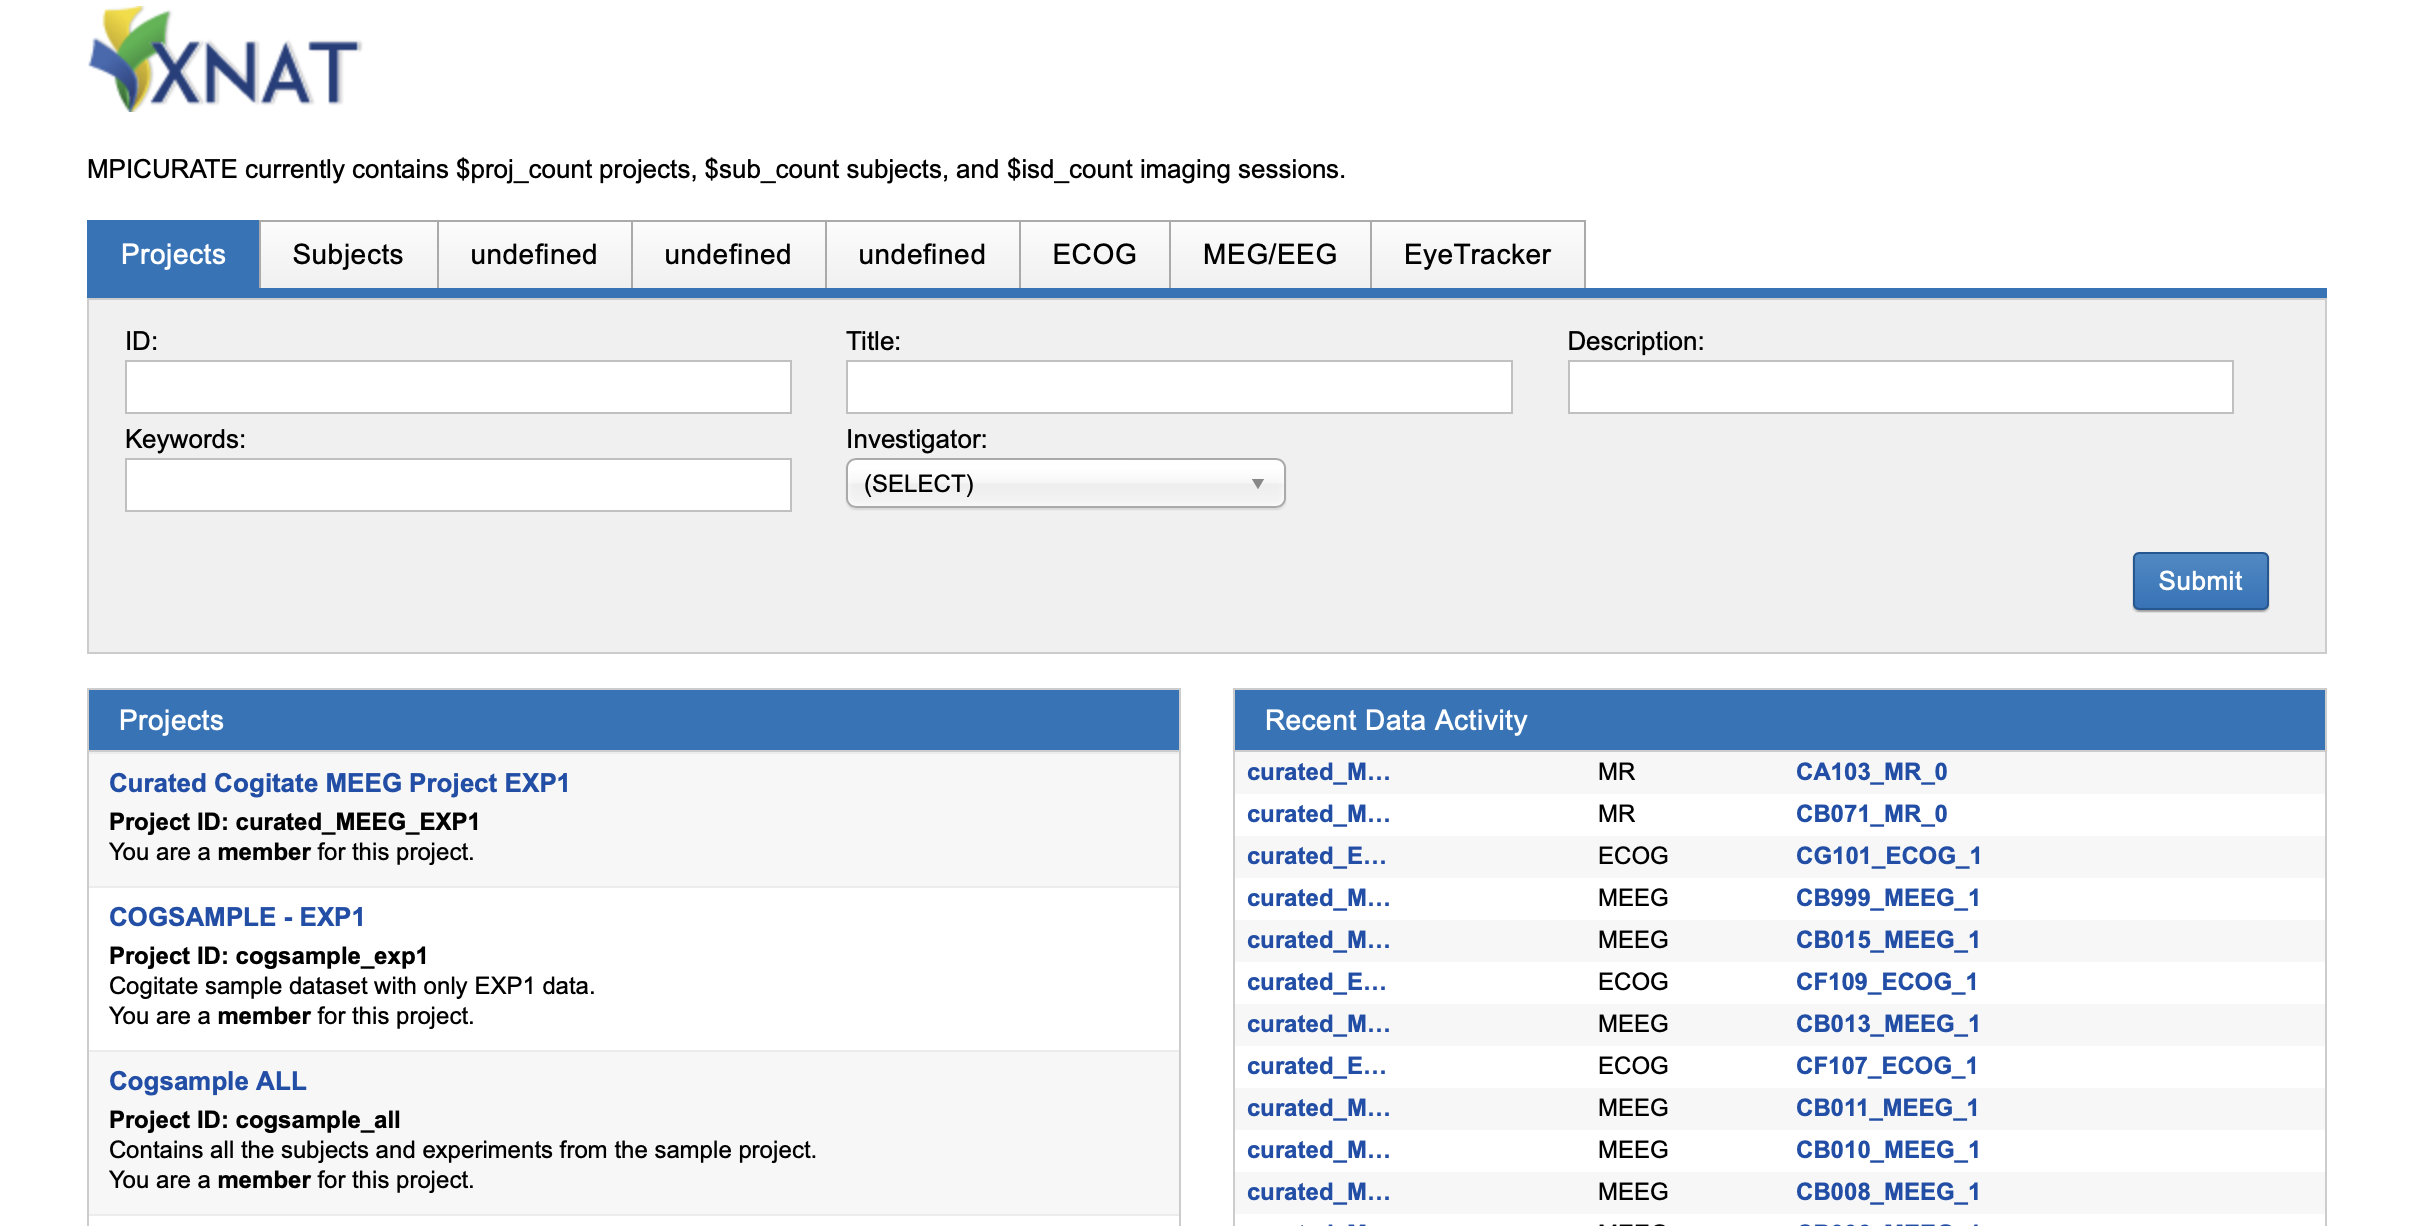 XNAT
MPICURATE currently contains $proj_count projects, $sub_count subjects, and $isd_count imaging sessions.
Projects Subjects undefined undefined undefined ECOG MEG/EEG EyeTracker
ID: Title: Description:
Keywords: Investigator:
(SELECT)
Submit
Projects
Curated Cogitate MEEG Project EXP1
Project ID: curated_MEEG_EXP1
You are a member for this project.
COGSAMPLE - EXP1
Project ID: cogsample_exp1
Cogitate sample dataset with only EXP1 data.
You are a member for this project.
Cogsample ALL
Project ID: cogsample_all
Contains all the subjects and experiments from the sample project.
You are a member for this project.
Recent Data Activity
curated_M... MR CA103_MR_0
curated_M... MR CB071_MR_0
curated_E... ECOG CG101_ECOG_1
curated_M... MEEG CB999_MEEG_1
curated_M... MEEG CB015_MEEG_1
curated_E... ECOG CF109_ECOG_1
curated_M... MEEG CB013_MEEG_1
curated_E... ECOG CF107_ECOG_1
curated_M... MEEG CB011_MEEG_1
curated_M... MEEG CB010_MEEG_1
curated_M... MEEG CB008_MEEG_1